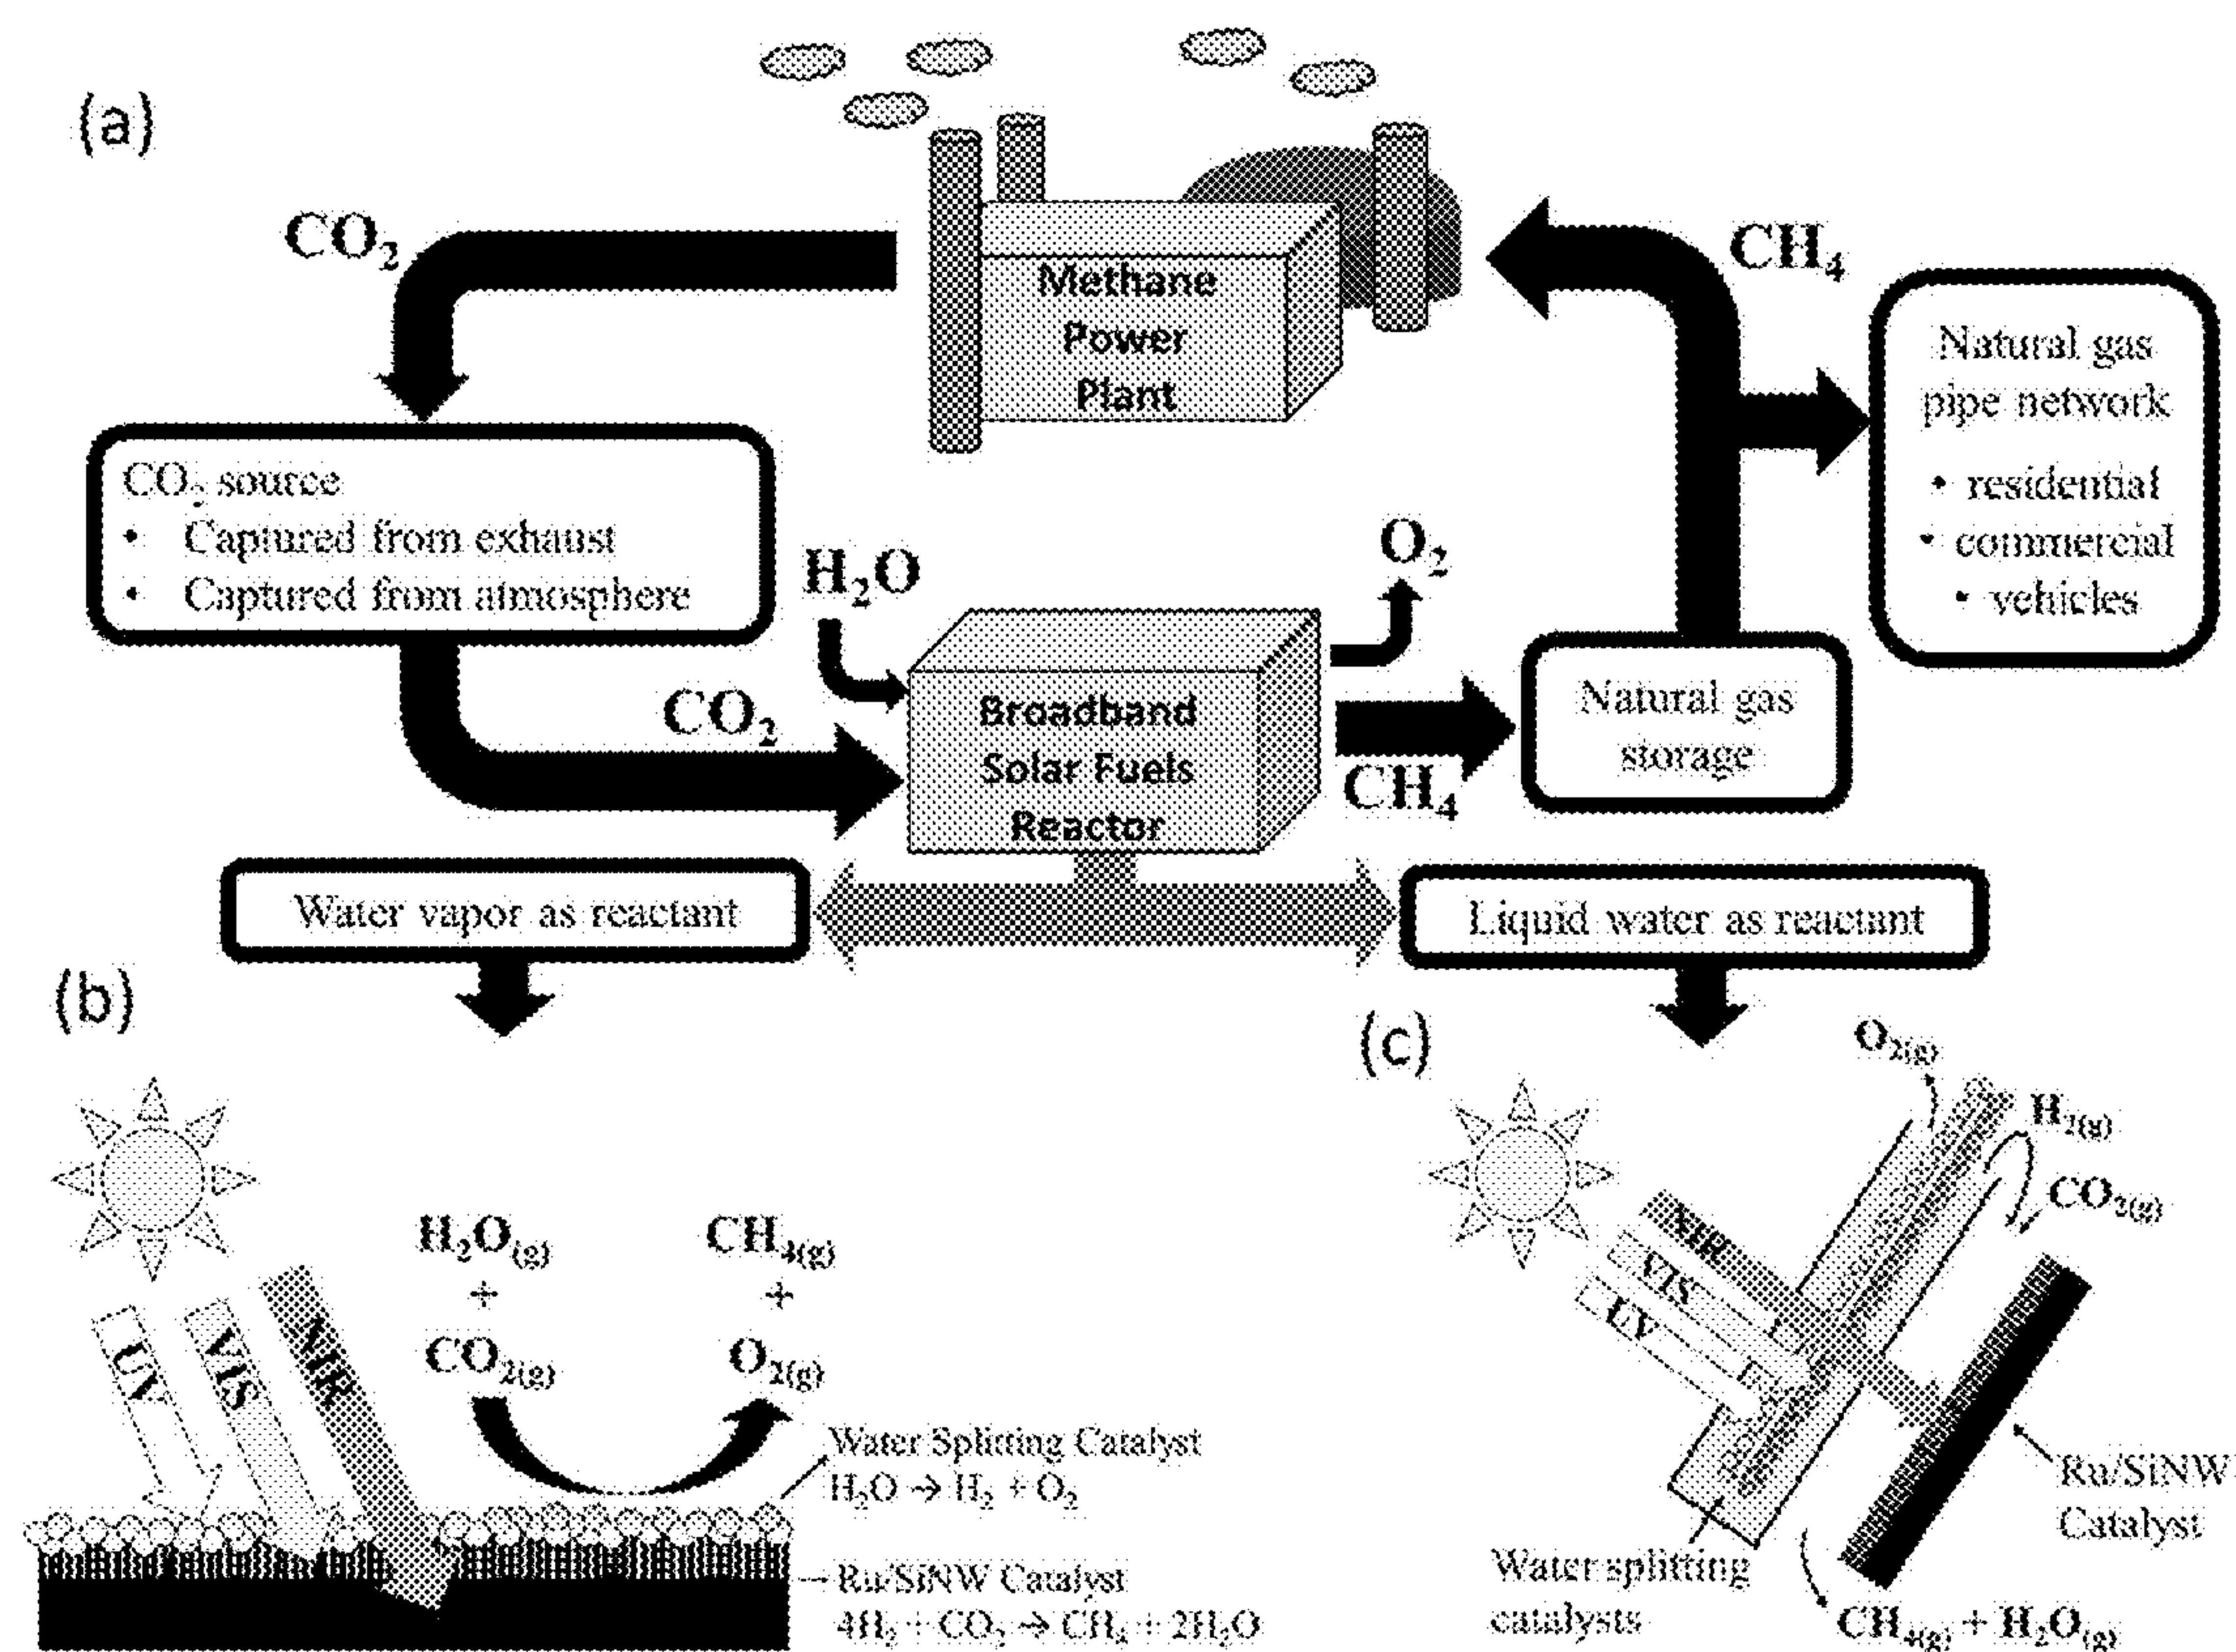 (a)
CO₂
Methane
Power
Plant
CH₄
Natural gas
pipe network
• residential
• commercial
• vehicles
CO₂ source
• Captured from exhaust
• Captured from atmosphere
H₂O
O₂
CO₂
Broadband
Solar Fuels
Reactor
CH₄
Natural gas
storage
Water vapor as reactant
Liquid water as reactant
(b)
UV
VIS
NIR
H₂O(g)
+
CO₂(g)
CH₄(g)
+
O₂(g)
Water Splitting Catalyst
H₂O → H₂ + O₂
Ru/SiNW Catalyst
4H₂ + CO₂ → CH₄ + 2H₂O
(c)
O₂(g)
H₂(g)
CO₂(g)
NIR
VIS
UV
Ru/SiNW
Catalyst
Water splitting
catalysts
CH₄(g) + H₂O(g)